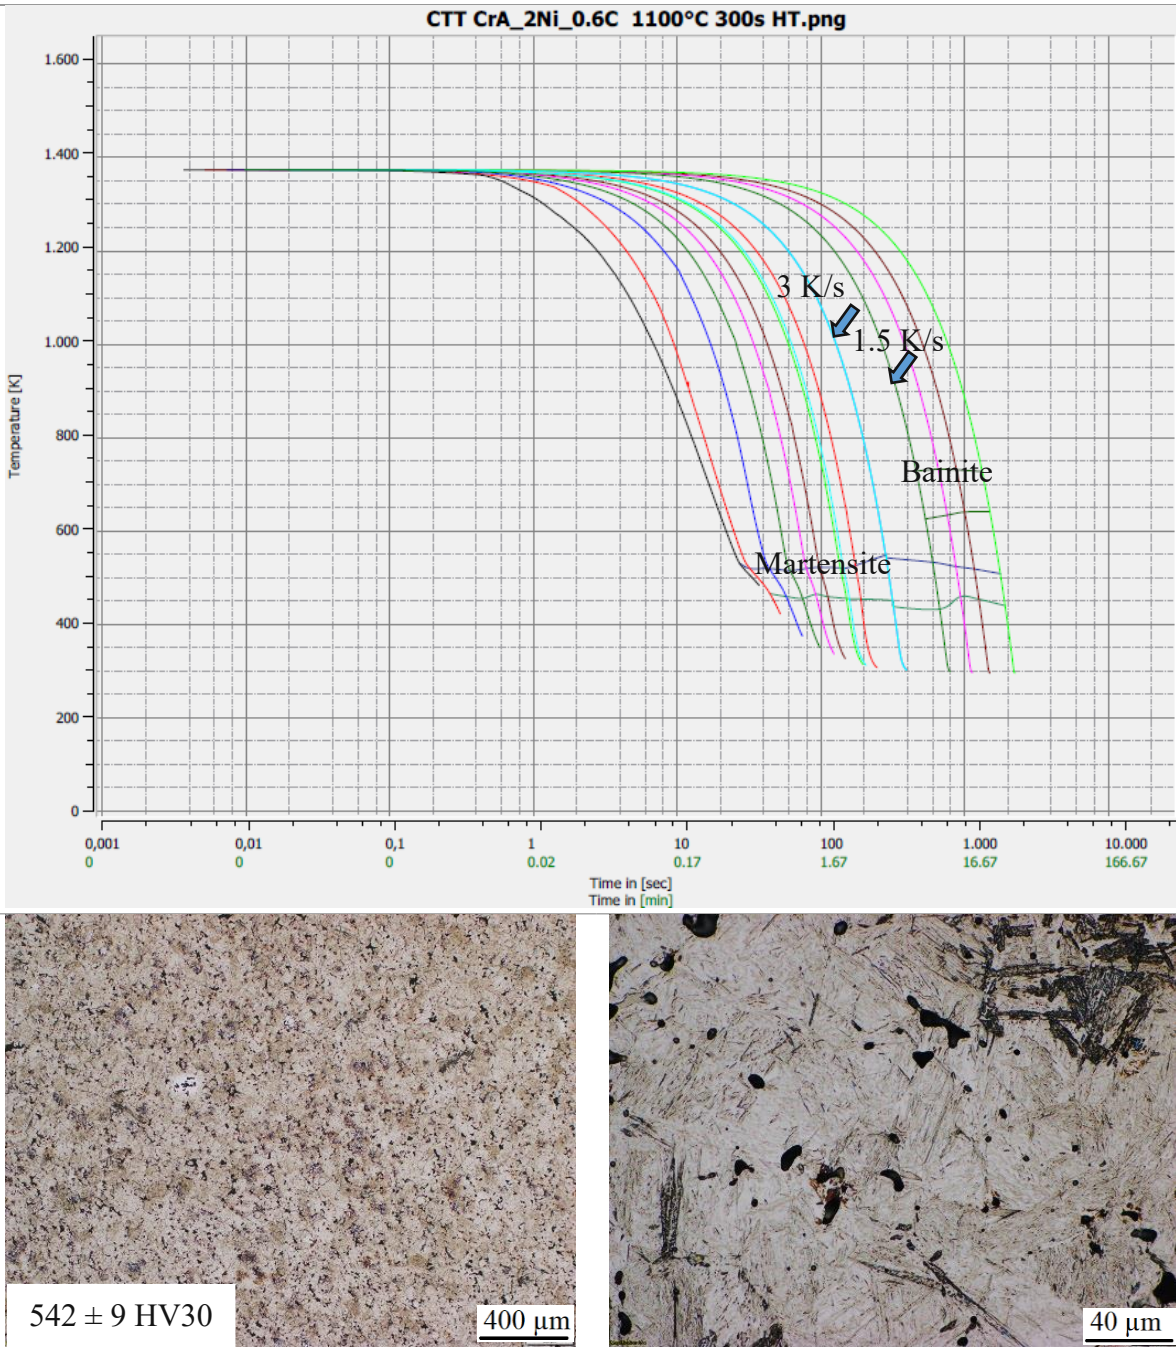 CTT CrA_2Ni_0.6C 1100°C 300s HT.png
1.600
1.400
1.200
1.000
800
600
400
200
0
Temperature [K]
3 K/s
1.5 K/s
Bainite
Martensite
0,001 0,01 0,1 1 10 100 1.000 10.000
0 0 0 0.02 0.17 1.67 16.67 166.67
Time in [sec]
Time in [min]
542 ± 9 HV30
400 µm
40 µm